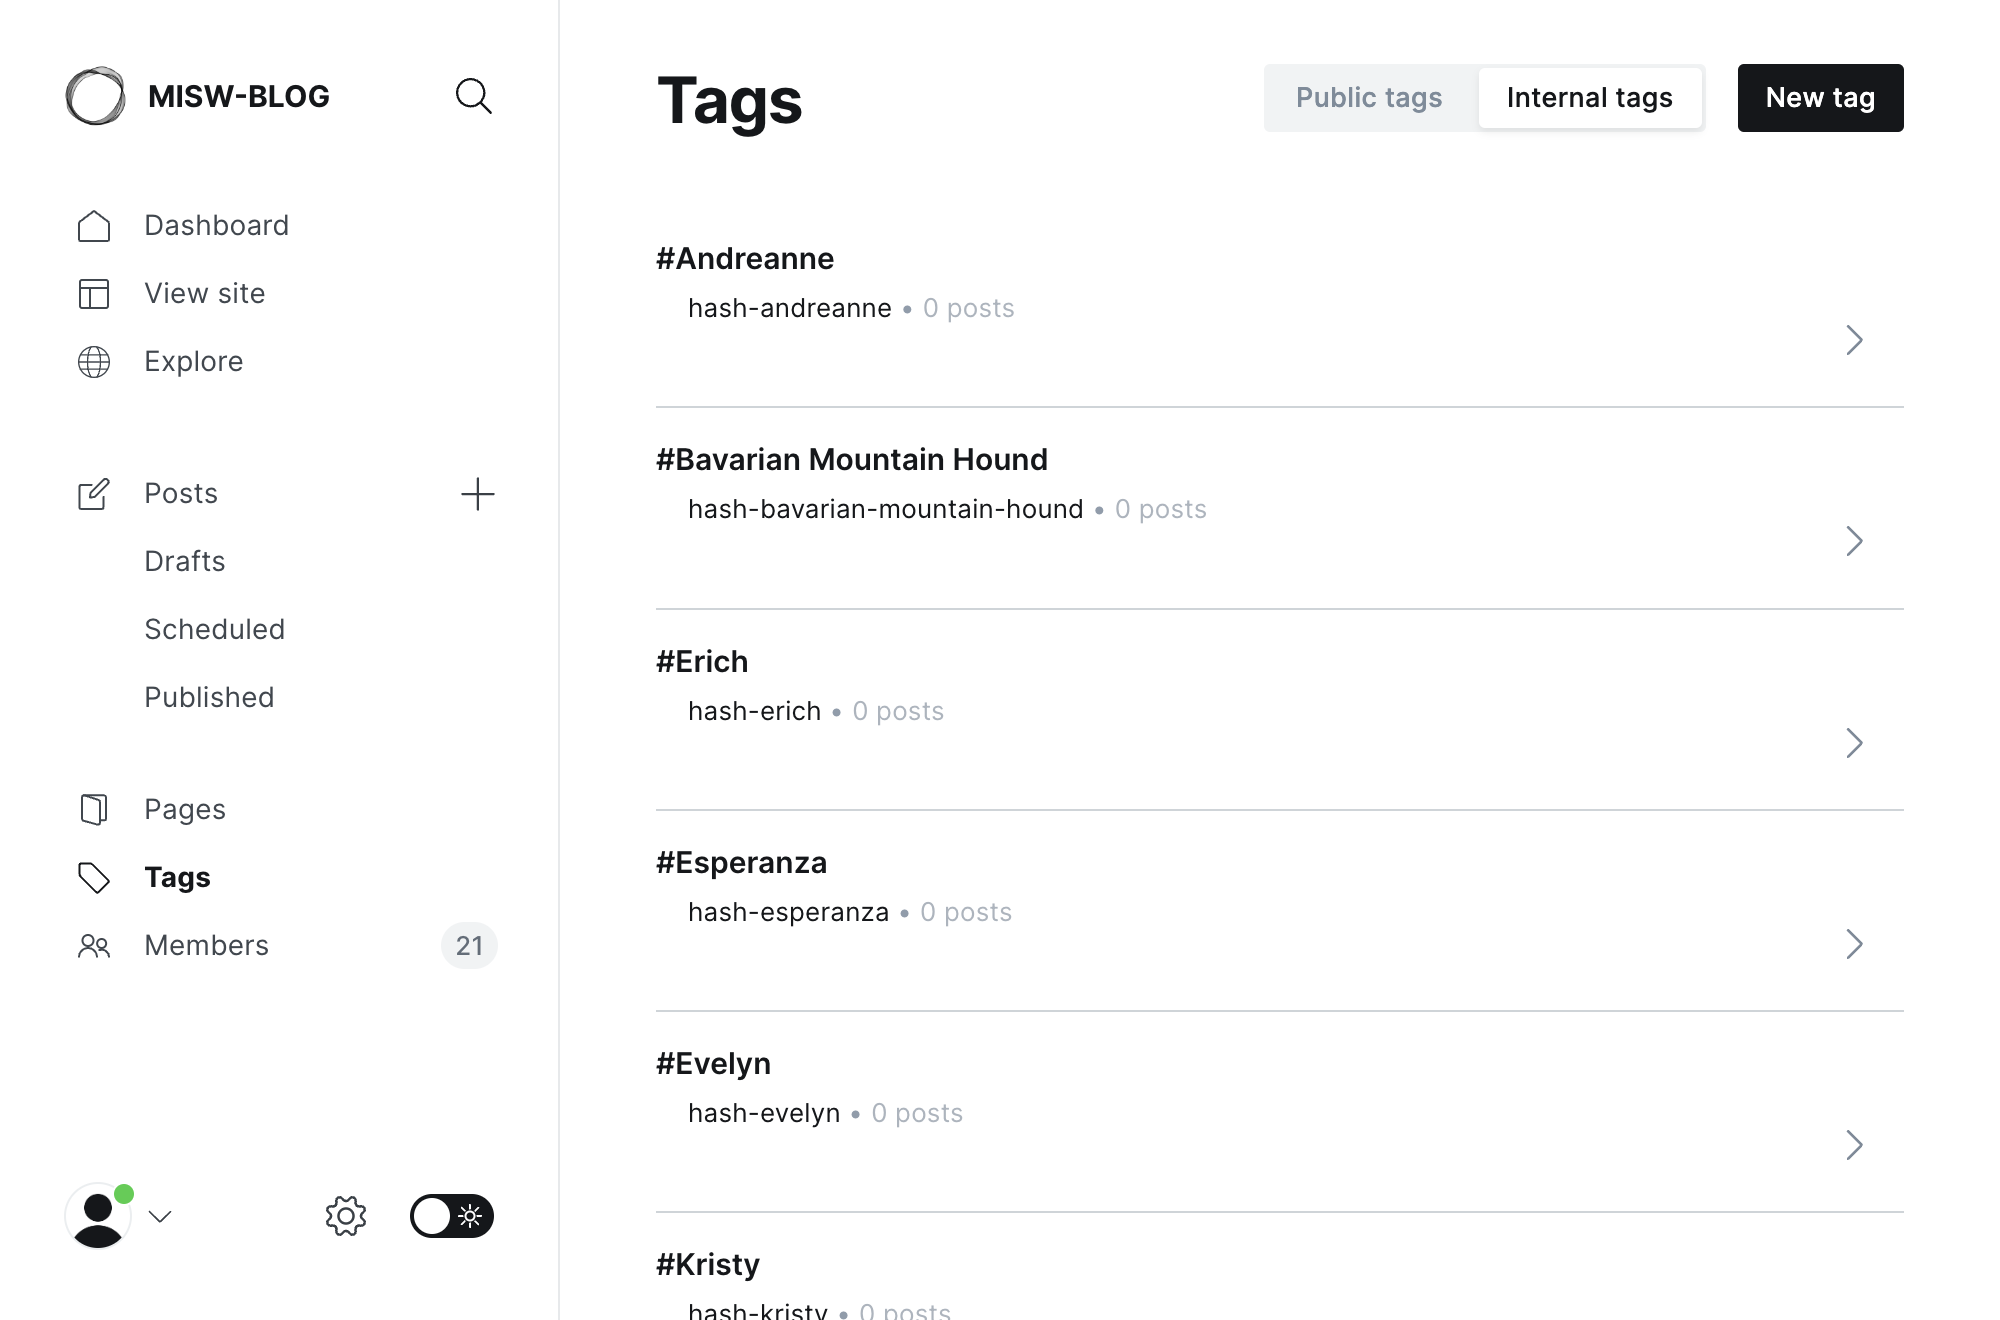 MISW-BLOG
Dashboard
View site
Explore
Posts
Drafts
Scheduled
Published
Pages
Tags
Members
21
Tags
Public tags
Internal tags
New tag
#Andreanne
hash-andreanne • 0 posts
#Bavarian Mountain Hound
hash-bavarian-mountain-hound • 0 posts
#Erich
hash-erich • 0 posts
#Esperanza
hash-esperanza • 0 posts
#Evelyn
hash-evelyn • 0 posts
#Kristy
hash-kristy • 0 posts